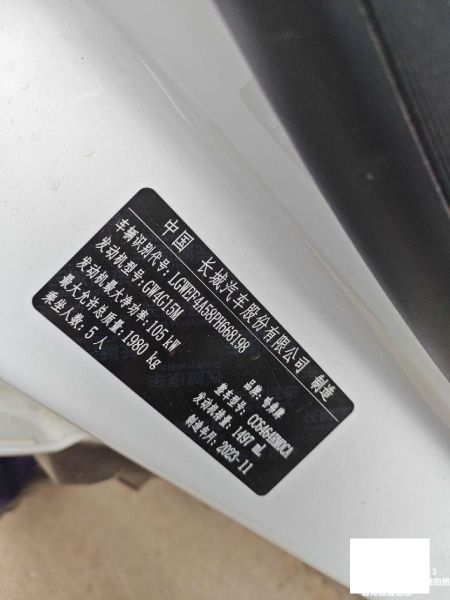 中国 长城汽车股份有限公司 制造
车辆识别代号: LGWEF4A58PH668198
发动机型号: GW4G15M
发动机最大净功率: 105 kW
最大允许总质量: 1980 kg
乘坐人数: 5人
品牌: 哈弗牌
整车型号: CC6464BM0CA
发动机排量: 1497 mL
制造年月: 2023-11